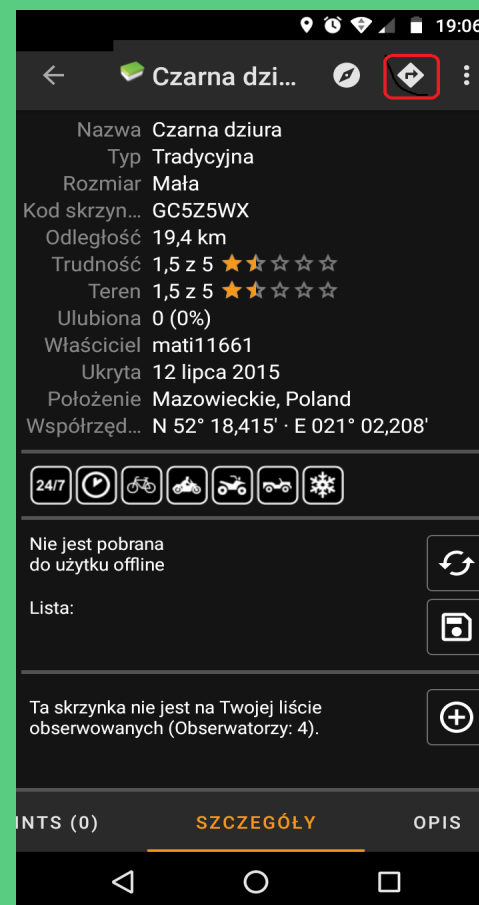 19:06
Czarna dzi...
Nazwa Czarna dziura
Typ Tradycyjna
Rozmiar Mała
Kod skrzyn... GC5Z5WX
Odległość 19,4 km
Trudność 1,5 z 5
Teren 1,5 z 5
Ulubiona 0 (0%)
Właściciel mati11661
Ukryta 12 lipca 2015
Położenie Mazowieckie, Poland
Współrzęd... N 52° 18,415' · E 021° 02,208'
24/7
Nie jest pobrana
do użytku offline
Lista:
Ta skrzynka nie jest na Twojej liście
obserwowanych (Obserwatorzy: 4).
INTS (0) SZCZEGÓŁY OPIS